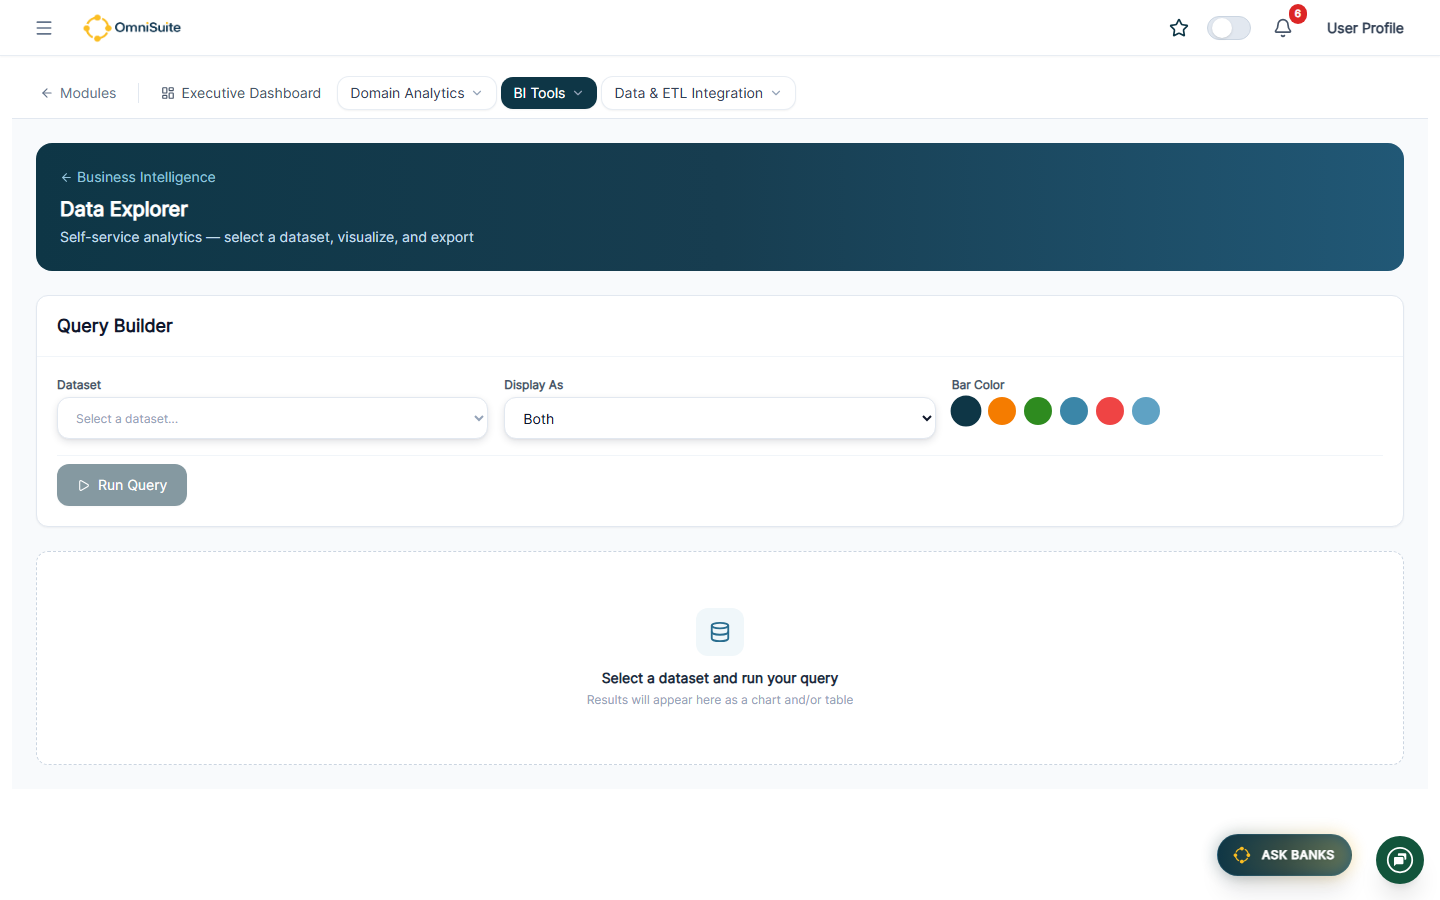 OmniSuite
6
User Profile
Modules
Executive Dashboard
Domain Analytics
BI Tools
Data & ETL Integration
Business Intelligence
Data Explorer
Self-service analytics — select a dataset, visualize, and export
Query Builder
Dataset
Display As
Bar Color
Select a dataset...
Both
Run Query
Select a dataset and run your query
Results will appear here as a chart and/or table
ASK BANKS